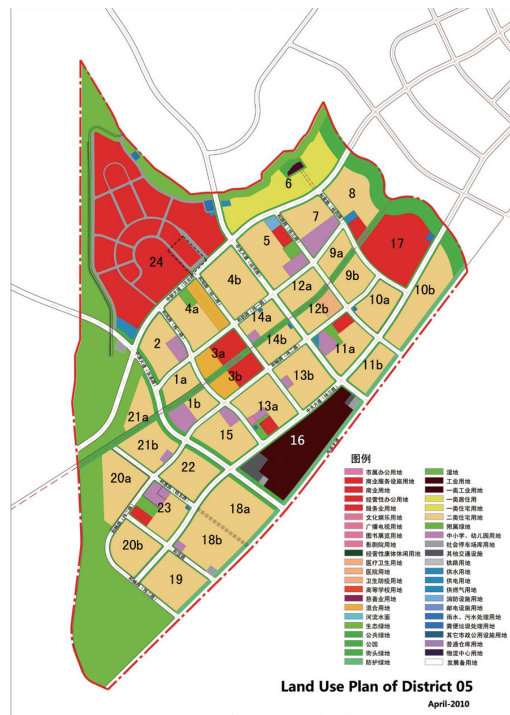 6
8
7
5
17
24
9a
9b
4b
12a
10a
10b
4a
14a
12b
2
14b
3a
11a
11b
3b
13b
1a
1b
13a
21a
15
16
21b
22
20a
23
18a
20b
18b
19
图例
市属办公用地
商业服务设施用地
商业用地
经营性办公用地
服务业用地
文化娱乐用地
广播电视用地
图书展览用地
影剧院用地
经营性康体休闲用地
医疗卫生用地
医院用地
卫生防疫用地
高等学校用地
慈善业用地
混合用地
河流水面
生态绿地
公共绿地
公园
街头绿地
防护绿地
湿地
工业用地
一类工业用地
一类居住用地
一类住宅用地
二类住宅用地
附属绿地
中小学、幼儿园用地
社会停车场库用地
其他交通设施
铁路用地
供水用地
供电用地
供燃气用地
消防设施用地
邮电设施用地
雨水、污水处理用地
粪便垃圾处理用地
其它市政公用设施用地
普通仓库用地
物流中心用地
发展备用地
Land Use Plan of District 05
April-2010